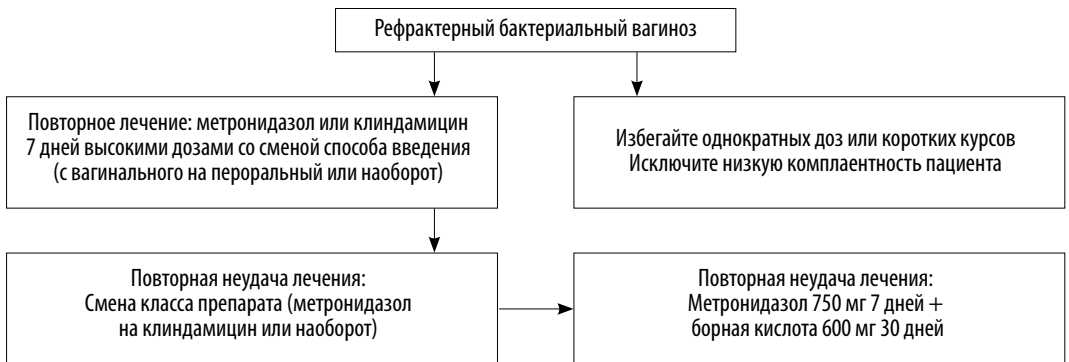 Рефрактерный бактериальный вагиноз
Повторное лечение: метронидазол или клиндамицин
7 дней высокими дозами со сменой способа введения
(с вагинального на пероральный или наоборот)
Избегайте однократных доз или коротких курсов
Исключите низкую комплаентность пациента
Повторная неудача лечения:
Смена класса препарата (метронидазол
на клиндамицин или наоборот)
Повторная неудача лечения:
Метронидазол 750 мг 7 дней +
борная кислота 600 мг 30 дней